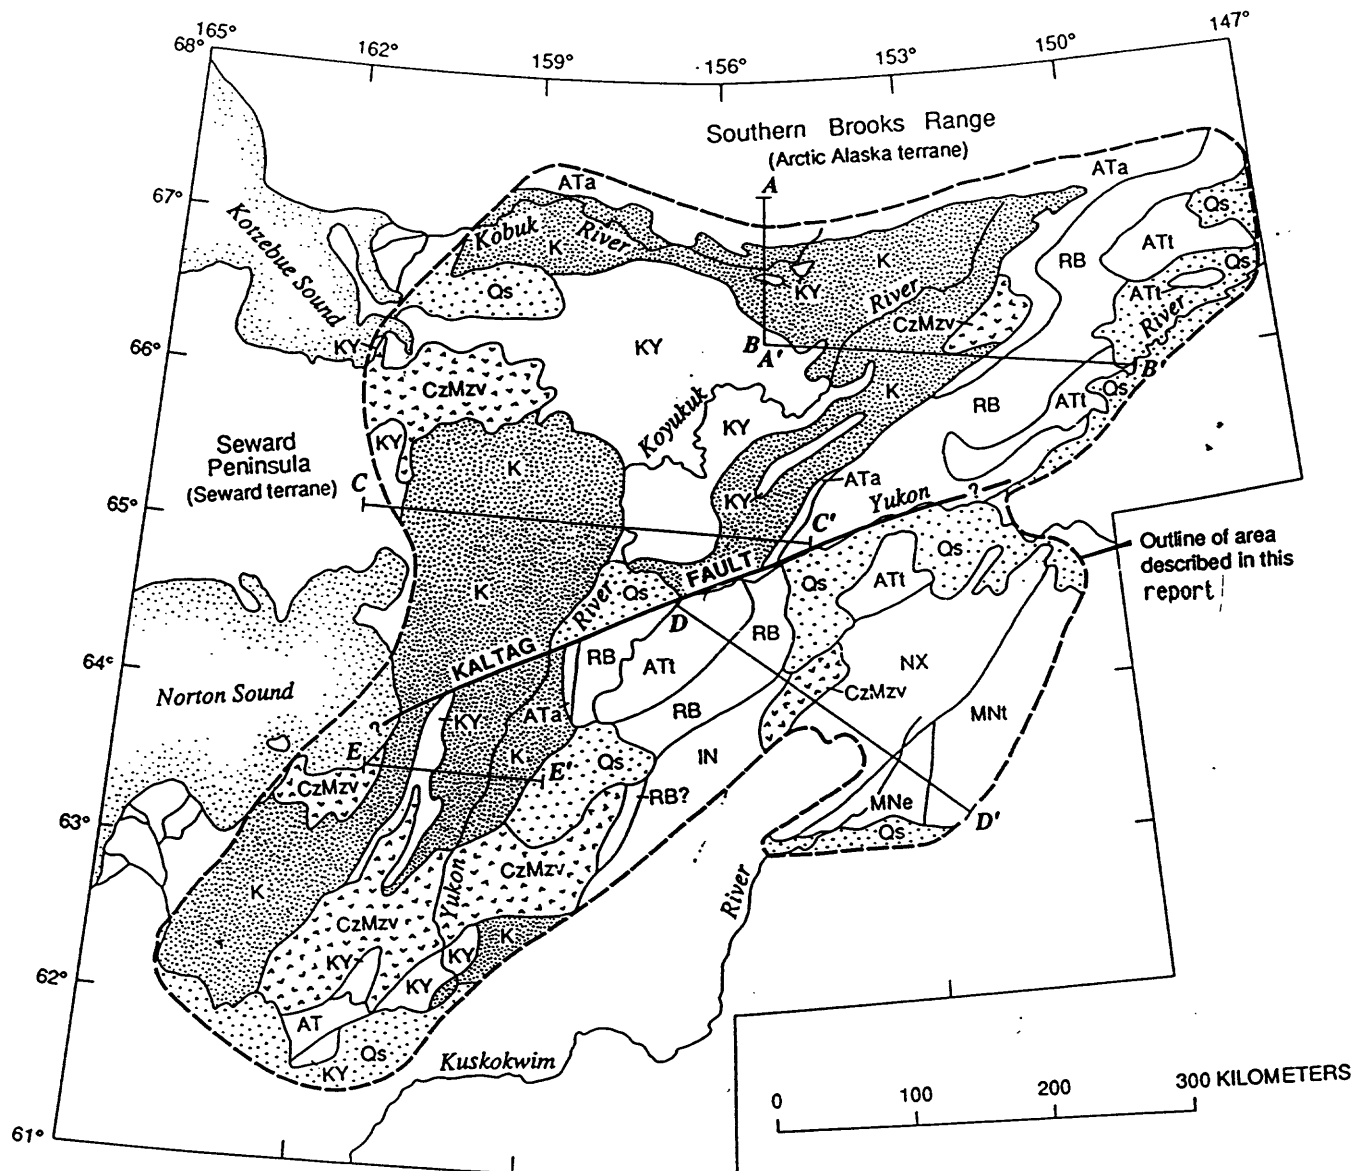 165°
68°
162°
159°
156°
153°
150°
147°
Southern Brooks Range
(Arctic Alaska terrane)
A
ATa
ATa
67°
Kobuk
River
K
K
Qs
ATt
RB
Qs
Kotzebue Sound
Qs
KY
River
CzMzv
ATt
River
KY
KY
66°
B
A'
B'
CzMzv
K
Qs
RB
ATt
Koyukuk
KY
KY
Seward
Peninsula
(Seward terrane)
K
C
KY
ATa
Yukon
?
65°
C'
Outline of area
described in this
report
FAULT
Qs
Qs
ATt
K
River
Qs
D
KALTAG
RB
RB
ATt
NX
64°
Norton Sound
CzMzv
?
KY
ATa
RB
MNt
E
K
E'
Qs
IN
CzMzv
RB?
MNe
D'
63°
Qs
K
CzMzv
Yukon
River
CzMzv
KY
KY
K
KY
62°
AT
Qs
KY
Kuskokwim
0
100
200
300 KILOMETERS
61°